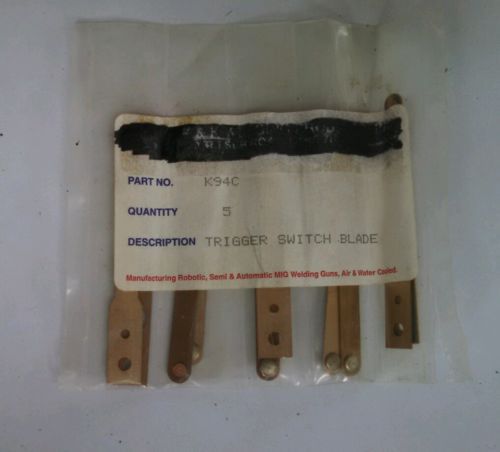 PART NO. K94C
QUANTITY 5
DESCRIPTION TRIGGER SWITCH BLADE
Manufacturing Robotic, Semi & Automatic MIG Welding Guns, Air & Water Cooled.